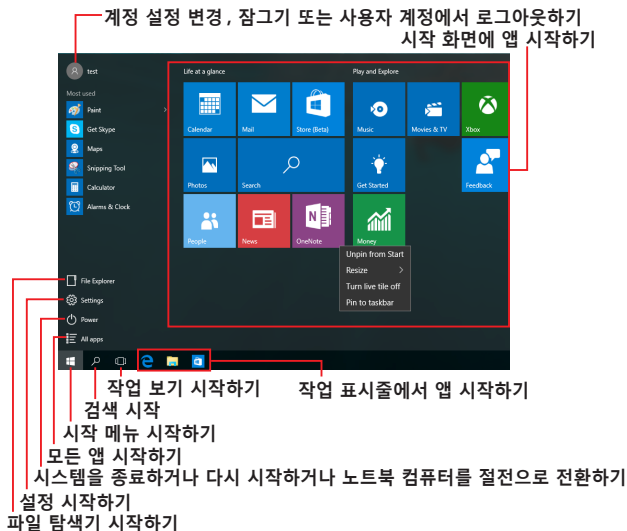 계정 설정 변경, 잠그기 또는 사용자 계정에서 로그아웃하기
시작 화면에 앱 시작하기
test
Most used
Paint
Get Skype
Maps
Snipping Tool
Calculator
Alarms & Clock
File Explorer
Settings
Power
All apps
Life at a glance
Play and Explore
Calendar
Mail
Store (Beta)
Music
Movies & TV
Xbox
Photos
Search
Get Started
Feedback
People
News
OneNote
Money
Unpin from Start
Resize
Turn live tile off
Pin to taskbar
작업 보기 시작하기
작업 표시줄에서 앱 시작하기
검색 시작
시작 메뉴 시작하기
모든 앱 시작하기
시스템을 종료하거나 다시 시작하거나 노트북 컴퓨터를 절전으로 전환하기
설정 시작하기
파일 탐색기 시작하기